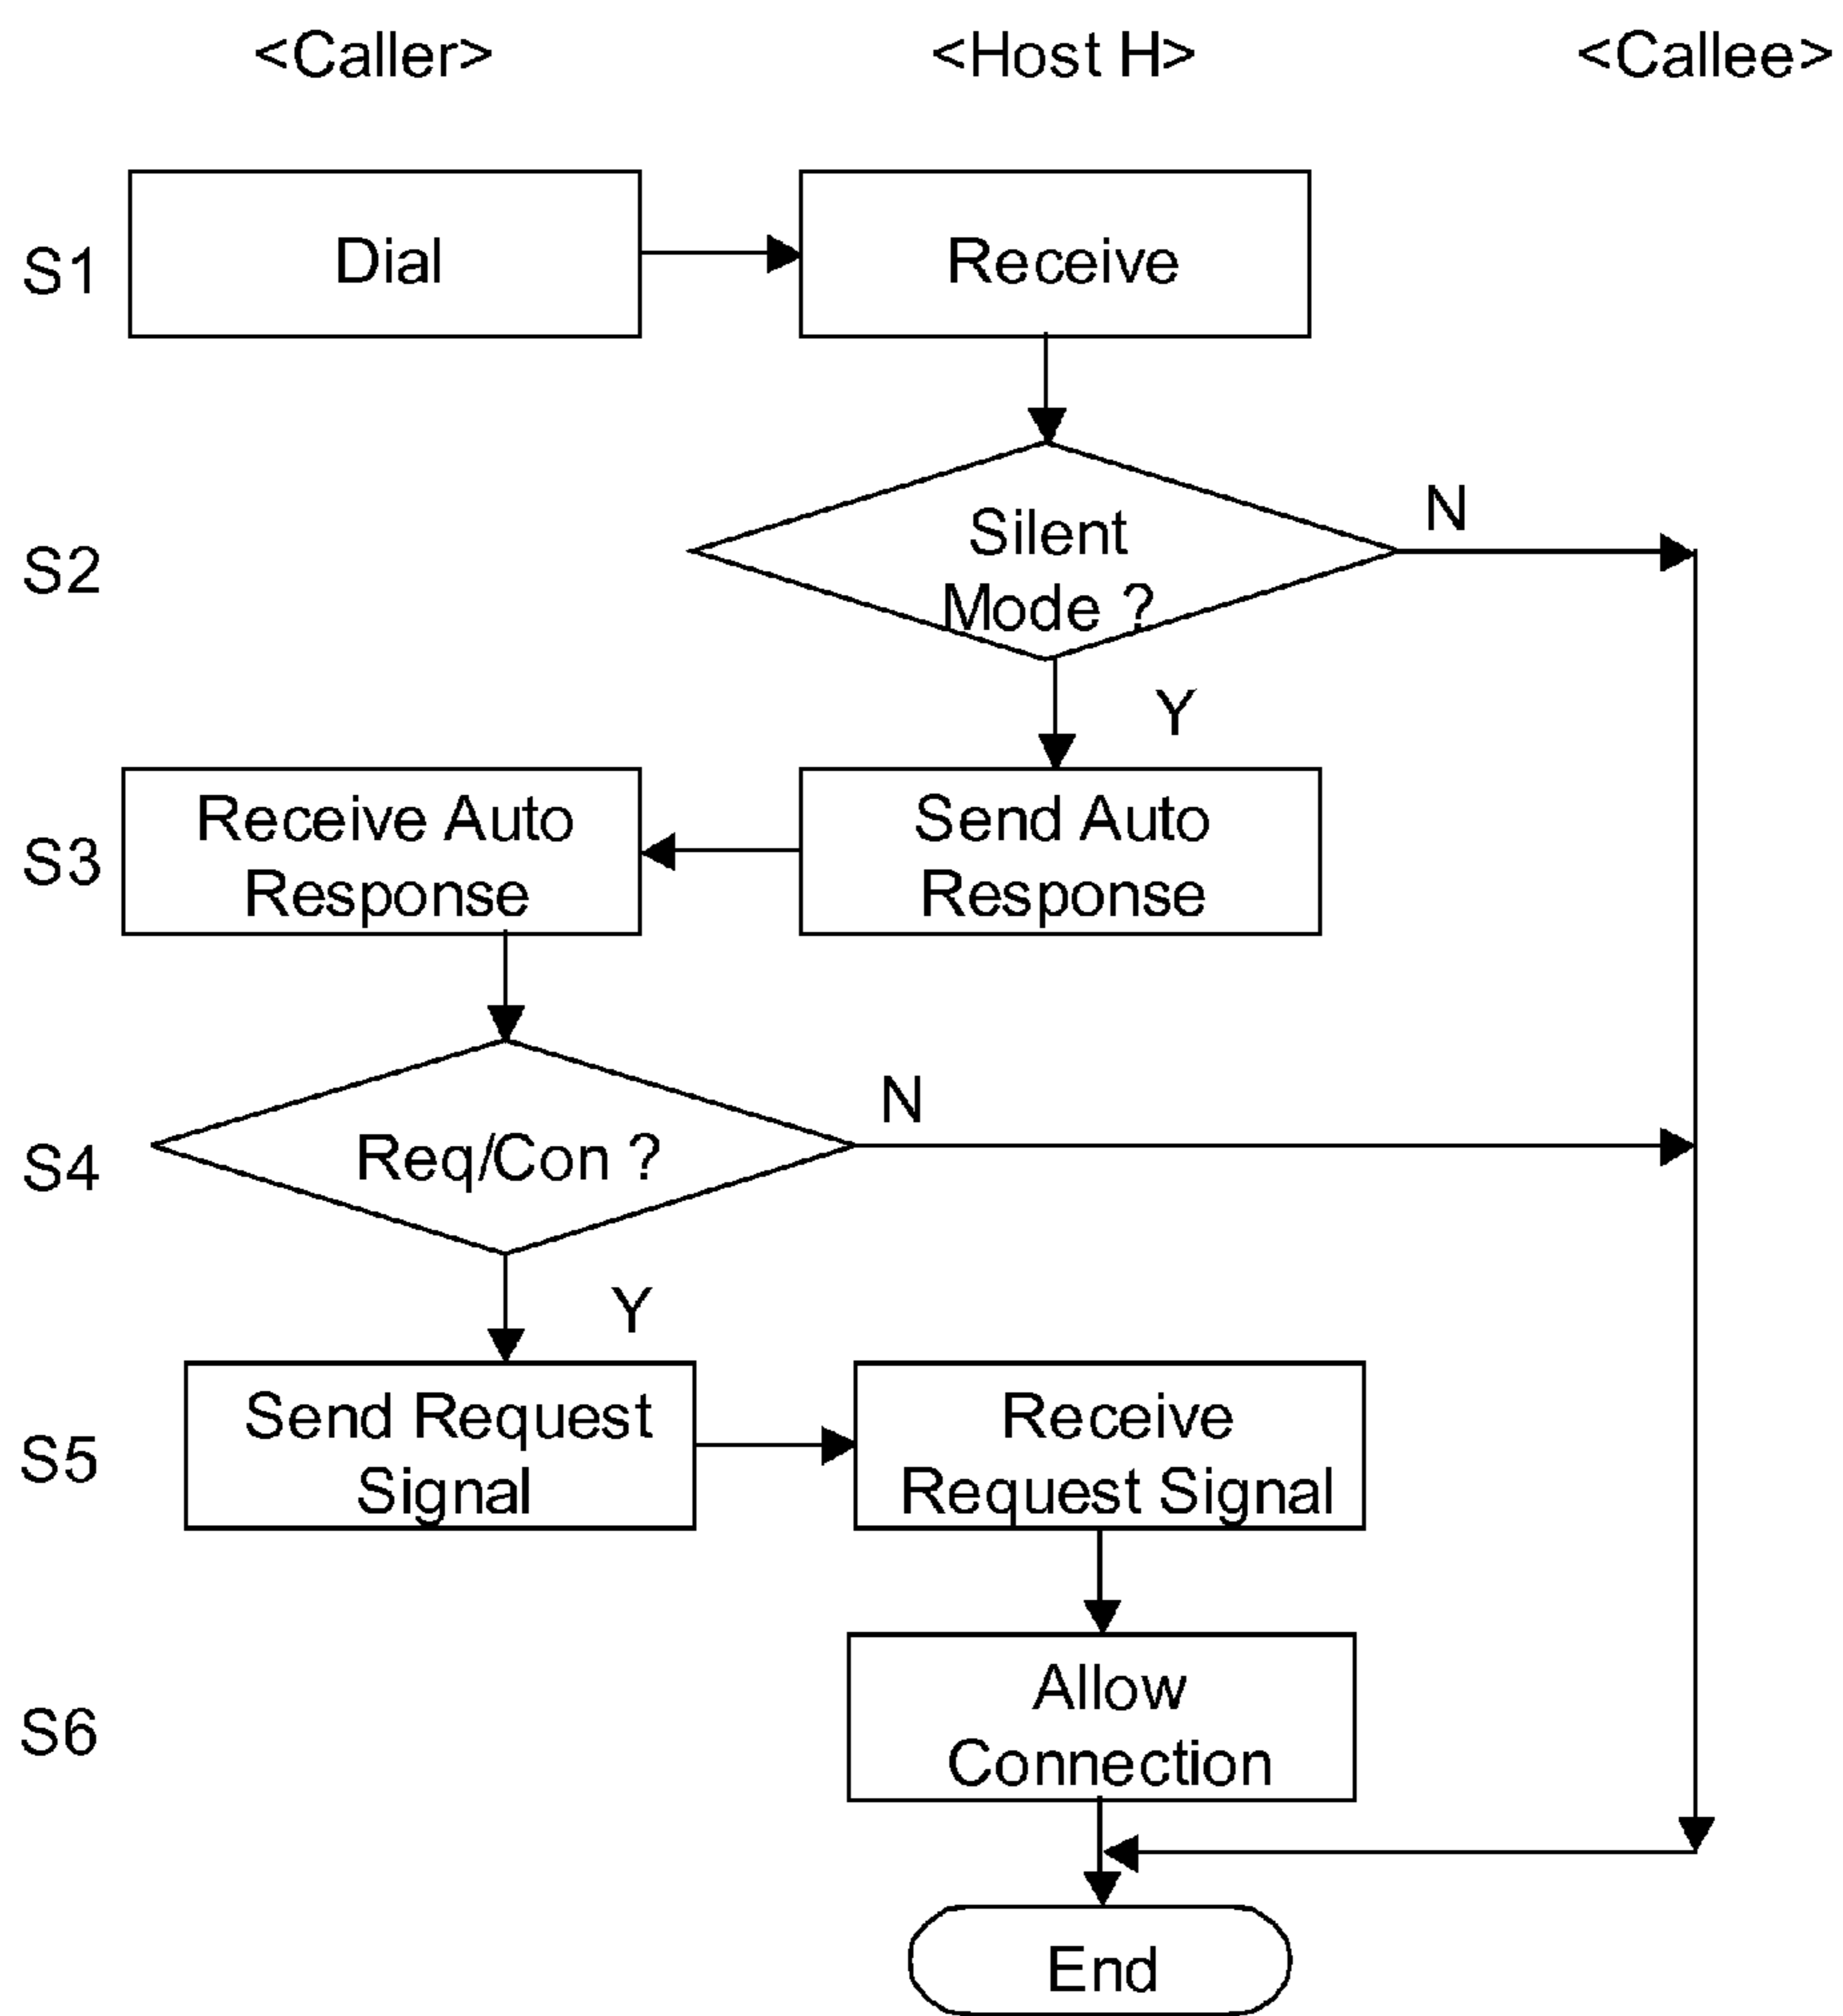 <Caller>
<Host H>
<Callee>
S1
Dial
Receive
S2
Silent
Mode ?
N
Y
S3
Receive Auto
Response
Send Auto
Response
S4
Req/Con ?
N
Y
S5
Send Request
Signal
Receive
Request Signal
S6
Allow
Connection
End